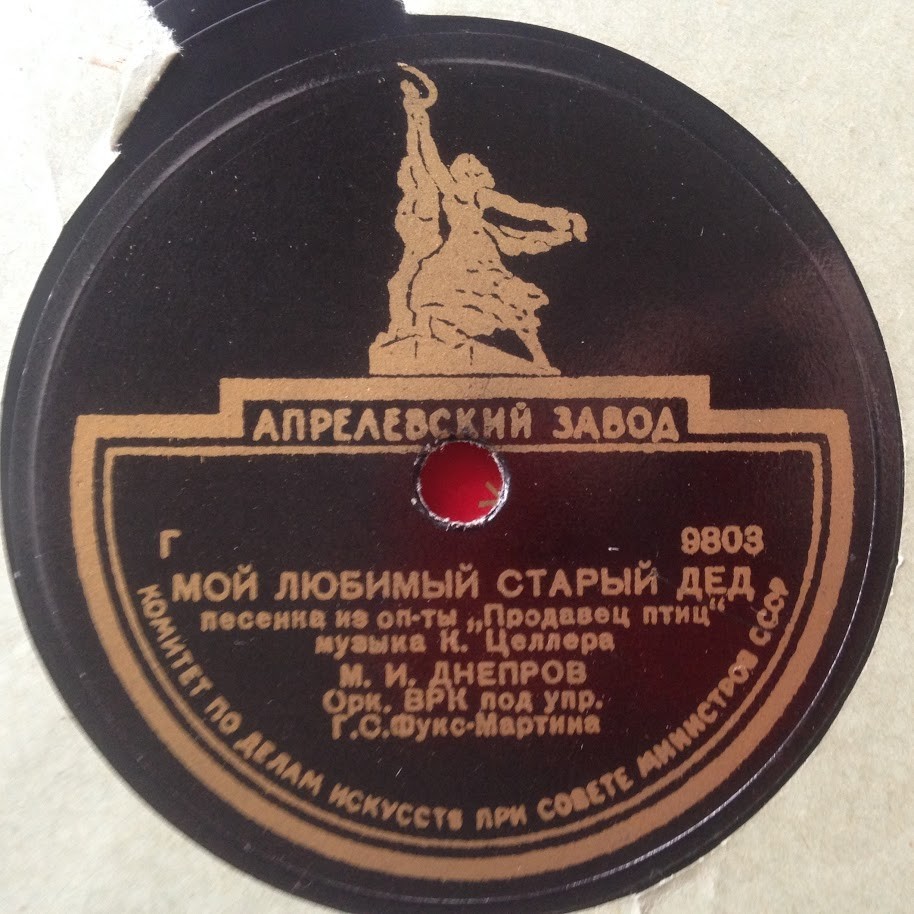 АПРЕЛЕВСКИЙ ЗАВОД
Г 9803
МОЙ ЛЮБИМЫЙ СТАРЫЙ ДЕД
песенка из оп-ты „Продавец птиц“
музыка К. Целлера
М. И. ДНЕПРОВ
Орк. ВРК под упр.
Г.С.Фукс-Мартина
КОМИТЕТ ПО ДЕЛАМ ИСКУССТВ ПРИ СОВЕТЕ МИНИСТРОВ СССР